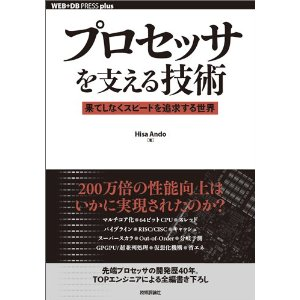 WEB+DB PRESS plus
プロセッサ
を支える技術
果てしなくスピードを追求する世界
Hisa Ando
[著]
200万倍の性能向上は
いかに実現されたのか?
マルチコア化●64ビットCPU●スレッド
パイプライン●RISC/CISC●キャッシュ
スーパースカラ●Out-of-Order●分岐予測
GPGPU/超並列処理●仮想化機構●省エネ
先端プロセッサの開発歴40年。
TOPエンジニアによる全編書き下ろし
技術評論社